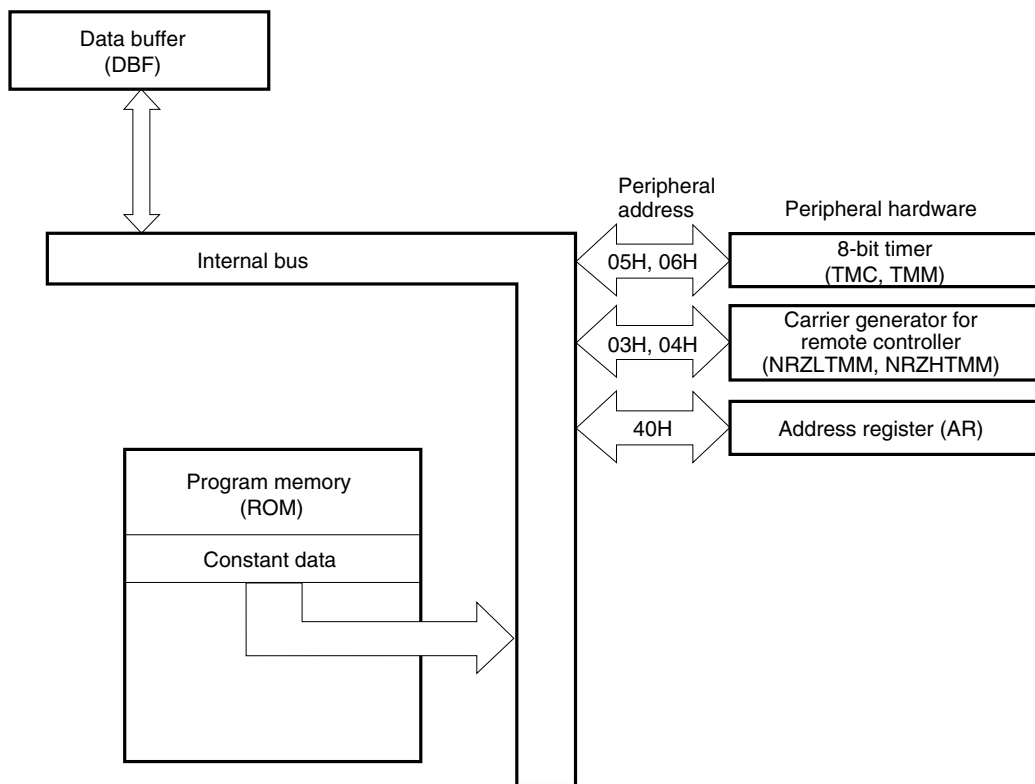 Data buffer
(DBF)
Peripheral
address
Peripheral hardware
Internal bus
05H, 06H
8-bit timer
(TMC, TMM)
03H, 04H
Carrier generator for
remote controller
(NRZLTMM, NRZHTMM)
40H
Address register (AR)
Program memory
(ROM)
Constant data